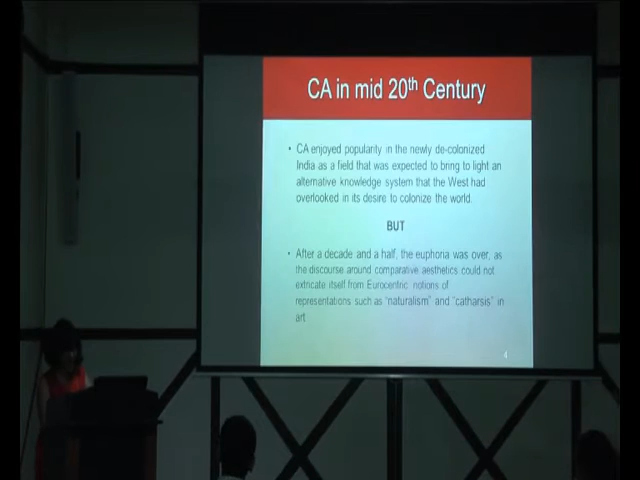 CA in mid 20th Century
• CA enjoyed popularity in the newly de-colonized
India as a field that was expected to bring to light an
alternative knowledge system that the West had
overlooked in its desire to colonize the world.
BUT
• After a decade and a half, the euphoria was over, as
the discourse around comparative aesthetics could not
extricate itself from Eurocentric notions of
representations such as “naturalism” and “catharsis” in
art
4